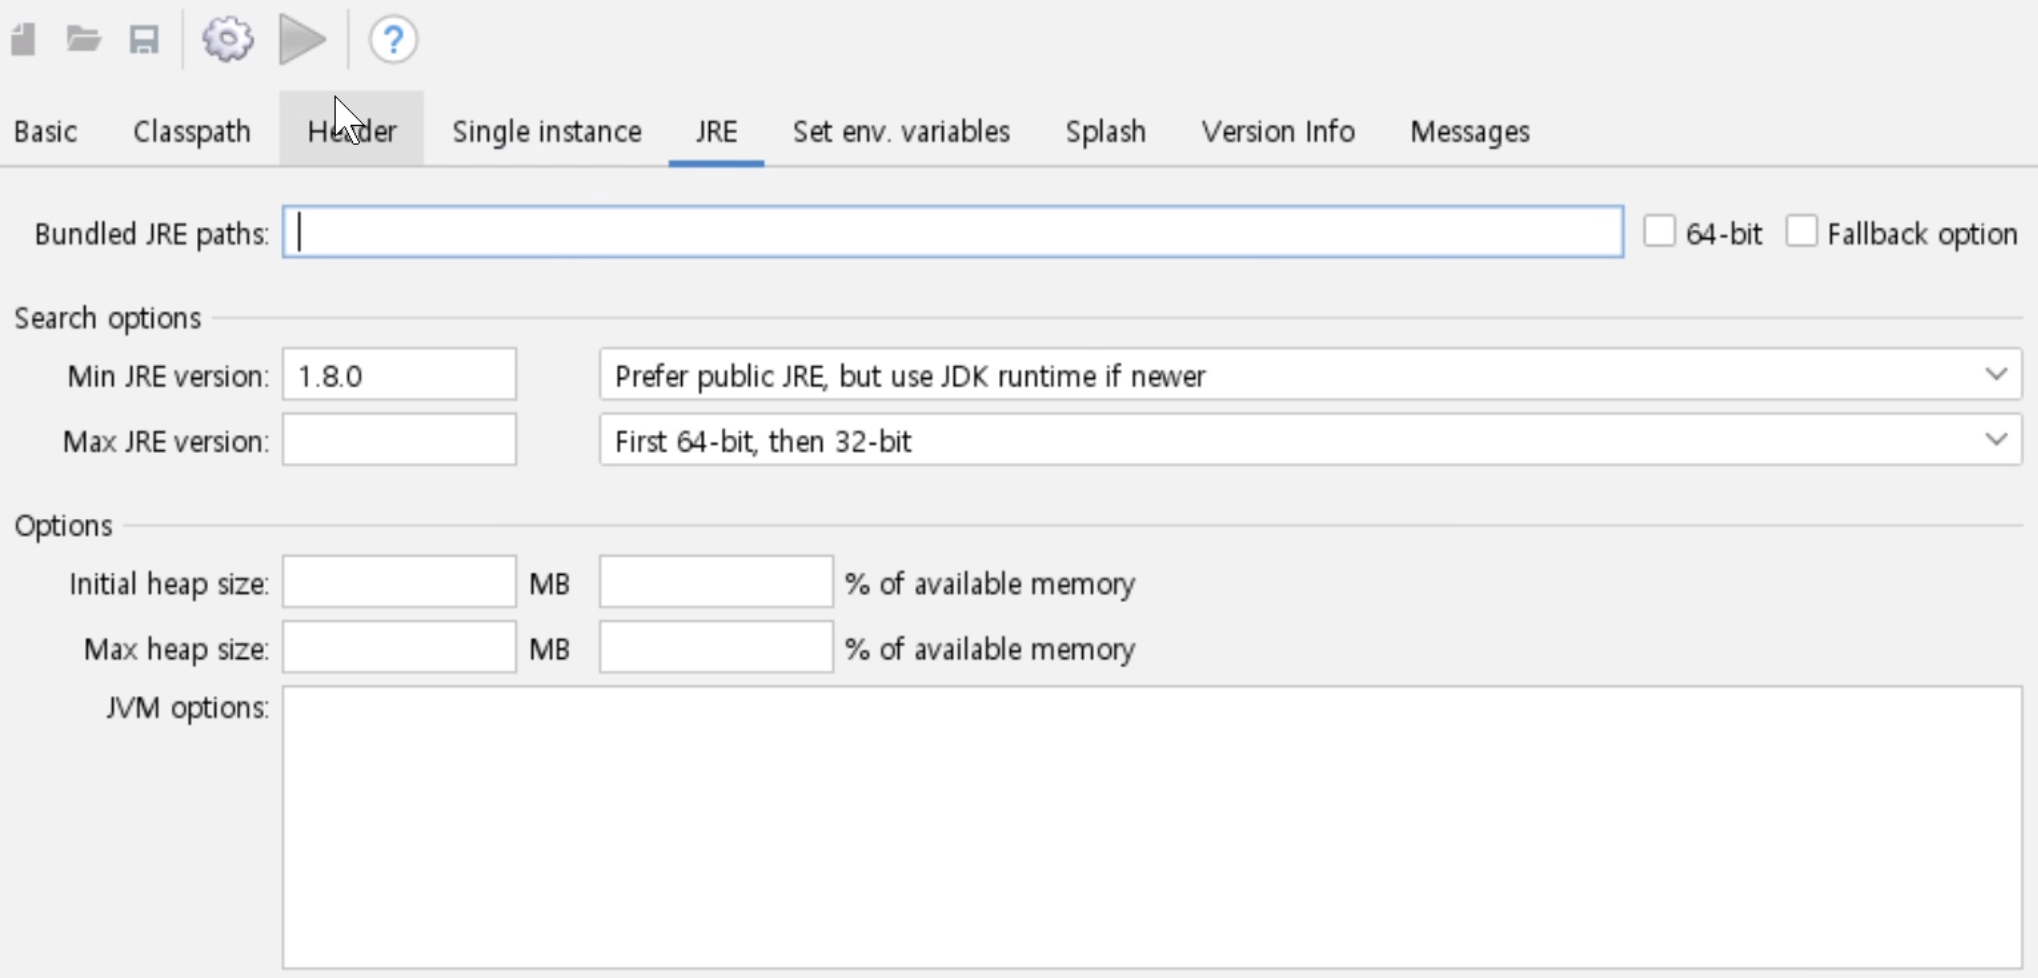 ?
Basic Classpath Header Single instance JRE Set env. variables Splash Version Info Messages
Bundled JRE paths: 64-bit Fallback option
Search options
Min JRE version: 1.8.0 Prefer public JRE, but use JDK runtime if newer
Max JRE version: First 64-bit, then 32-bit
Options
Initial heap size: MB % of available memory
Max heap size: MB % of available memory
JVM options: